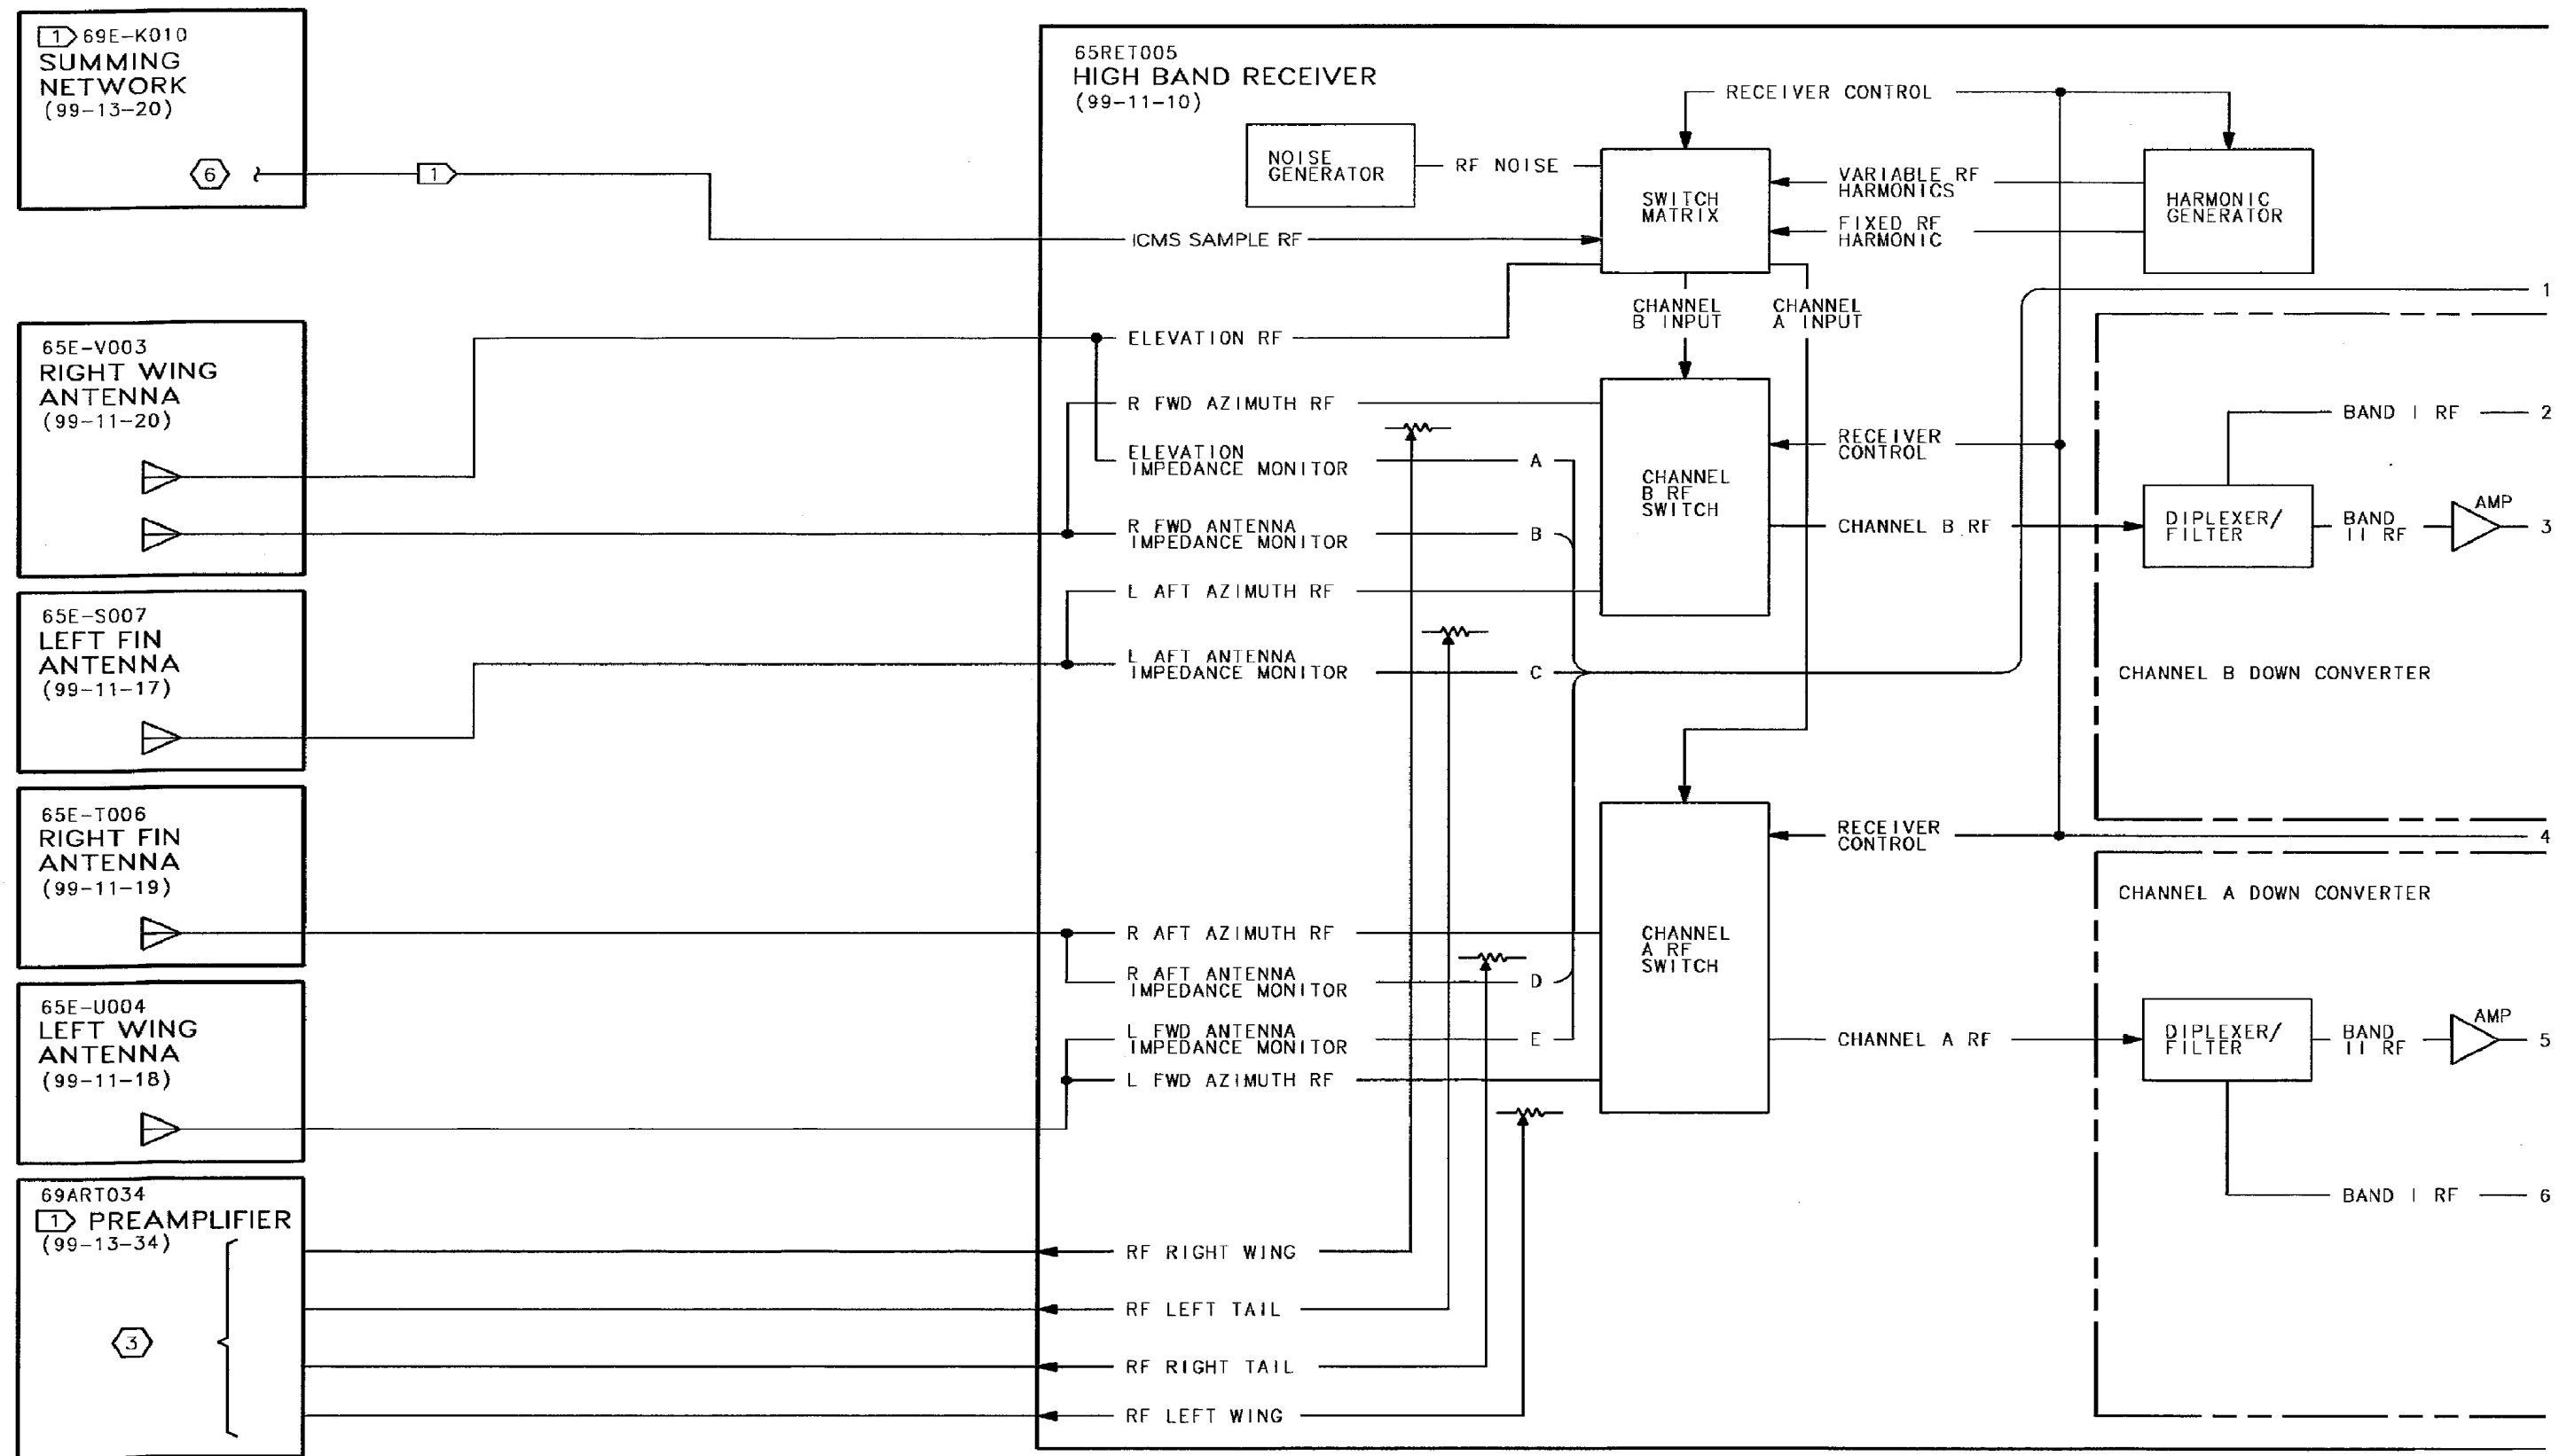 1 69E-K010
SUMMING
NETWORK
(99-13-20)
6
1
65E-V003
RIGHT WING
ANTENNA
(99-11-20)
65E-S007
LEFT FIN
ANTENNA
(99-11-17)
65E-T006
RIGHT FIN
ANTENNA
(99-11-19)
65E-U004
LEFT WING
ANTENNA
(99-11-18)
69ART034
1 PREAMPLIFIER
(99-13-34)
3
65RET005
HIGH BAND RECEIVER
(99-11-10)
RECEIVER CONTROL
NOISE
GENERATOR
RF NOISE
SWITCH
MATRIX
VARIABLE RF
HARMONICS
FIXED RF
HARMONIC
HARMONIC
GENERATOR
ICMS SAMPLE RF
CHANNEL
B INPUT
CHANNEL
A INPUT
1
ELEVATION RF
R FWD AZIMUTH RF
ELEVATION
IMPEDANCE MONITOR
A
R FWD ANTENNA
IMPEDANCE MONITOR
B
L AFT AZIMUTH RF
L AFT ANTENNA
IMPEDANCE MONITOR
C
CHANNEL
B RF
SWITCH
RECEIVER
CONTROL
CHANNEL B RF
BAND I RF
2
DIPLEXER/
FILTER
BAND
II RF
AMP
3
CHANNEL B DOWN CONVERTER
RECEIVER
CONTROL
4
CHANNEL A DOWN CONVERTER
R AFT AZIMUTH RF
R AFT ANTENNA
IMPEDANCE MONITOR
D
L FWD ANTENNA
IMPEDANCE MONITOR
E
L FWD AZIMUTH RF
CHANNEL
A RF
SWITCH
CHANNEL A RF
DIPLEXER/
FILTER
BAND
II RF
AMP
5
BAND I RF
6
RF RIGHT WING
RF LEFT TAIL
RF RIGHT TAIL
RF LEFT WING